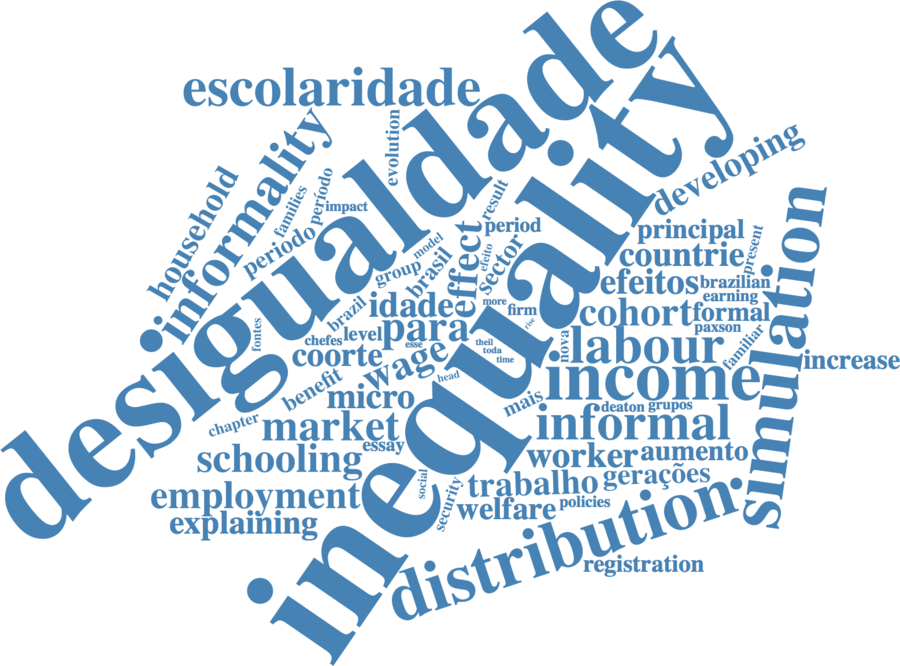 escolaridade
desigualdade
inequality
evolution
informality
household
families
período
impact
periodo
result
period
developing
principal
countrie
present
model
group
brasil
effect
efeito
sector
efeitos
brazilian
earning
simulation
brazil
idade
more
firm
rise
cohort
formal
paxson
familiar
fontes
chefes
level
para
esse
theil
toda
time
nova
labour
increase
coorte
wage
head
income
benefit
micro
mais
deaton
grupos
chapter
market
essay
informal
schooling
worker
aumento
social
security
trabalho
gerações
employment
welfare
policies
explaining
distribution
registration